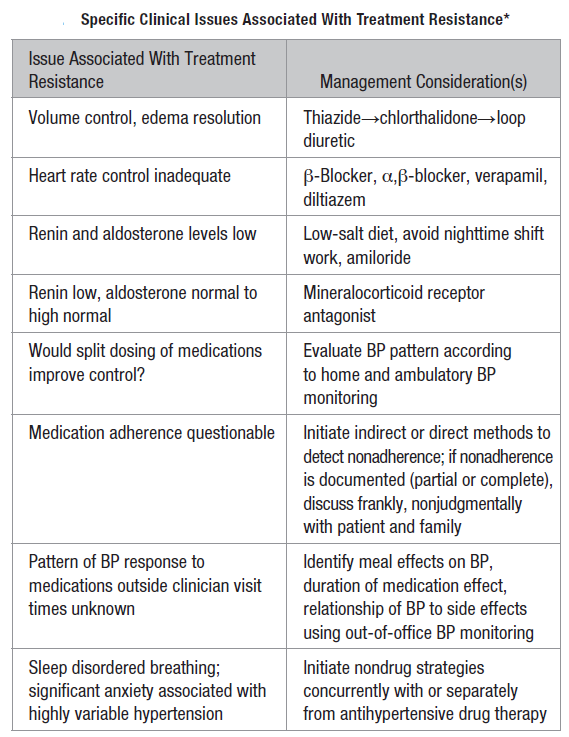 Specific Clinical Issues Associated With Treatment Resistance*
Issue Associated With Treatment
Resistance
Management Consideration(s)
Volume control, edema resolution
Thiazide→chlorthalidone→loop
diuretic
Heart rate control inadequate
β-Blocker, α,β-blocker, verapamil,
diltiazem
Renin and aldosterone levels low
Low-salt diet, avoid nighttime shift
work, amiloride
Renin low, aldosterone normal to
high normal
Mineralocorticoid receptor
antagonist
Would split dosing of medications
improve control?
Evaluate BP pattern according
to home and ambulatory BP
monitoring
Medication adherence questionable
Initiate indirect or direct methods to
detect nonadherence; if nonadherence
is documented (partial or complete),
discuss frankly, nonjudgmentally
with patient and family
Pattern of BP response to
medications outside clinician visit
times unknown
Identify meal effects on BP,
duration of medication effect,
relationship of BP to side effects
using out-of-office BP monitoring
Sleep disordered breathing;
significant anxiety associated with
highly variable hypertension
Initiate nondrug strategies
concurrently with or separately
from antihypertensive drug therapy